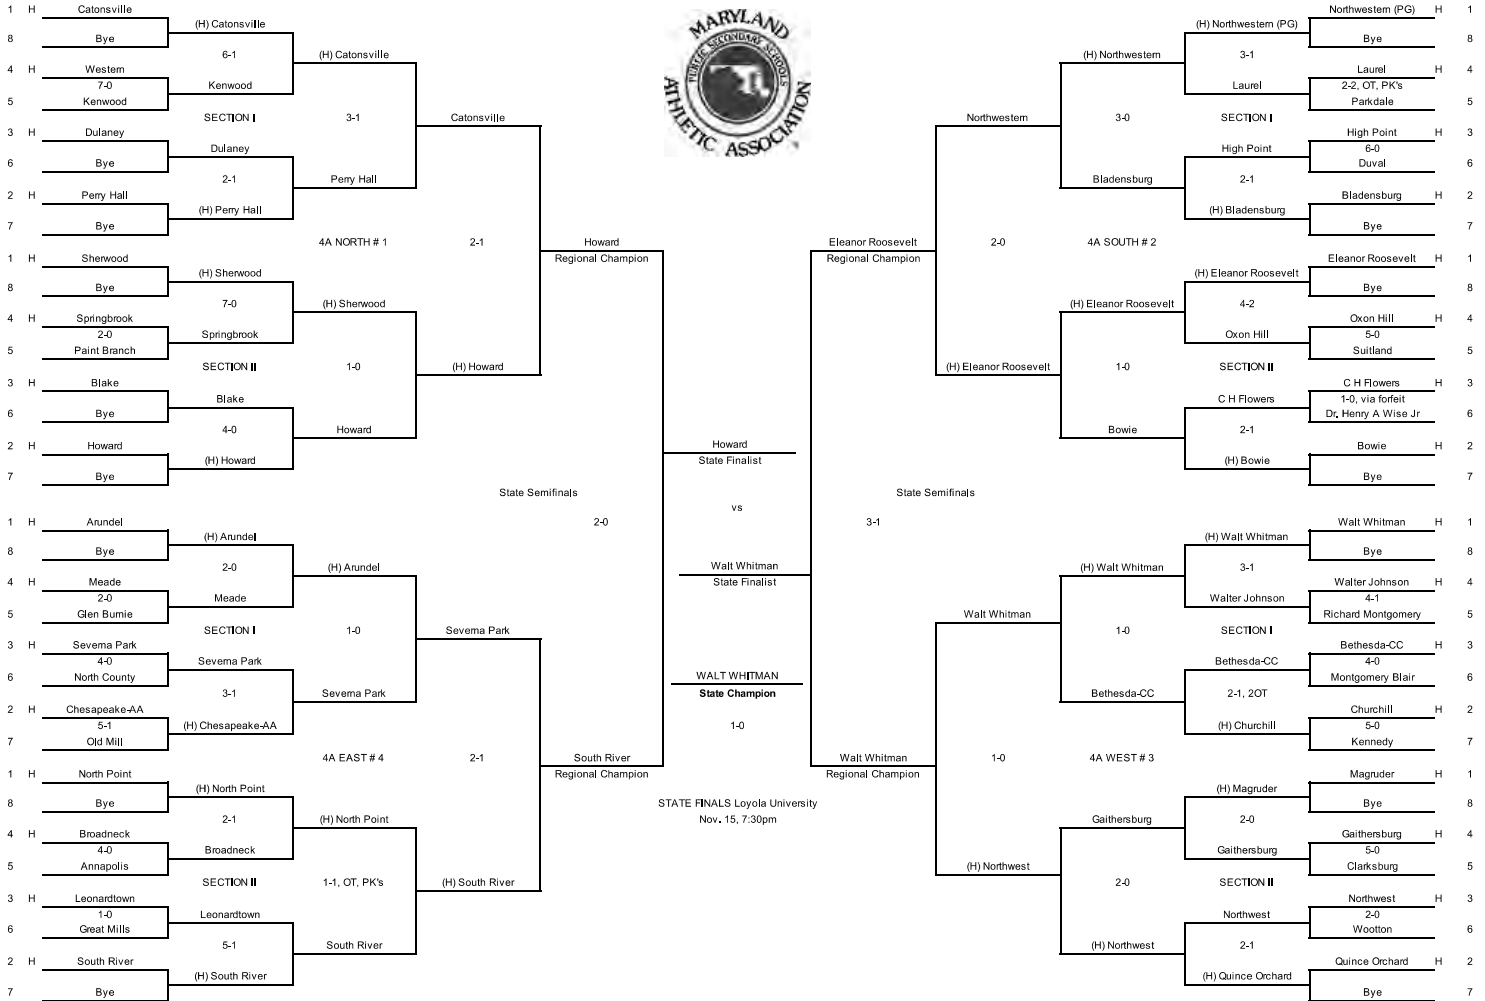 MARYLAND
PUBLIC SECONDARY SCHOOLS
ATHLETIC ASSOCIATION
1 H Catonsville
(H) Catonsville
8 Bye
6-1
(H) Catonsville
4 H Western
7-0
Kenwood
5 Kenwood
SECTION I
3-1
Catonsville
3 H Dulaney
Dulaney
6 Bye
2-1
Perry Hall
2 H Perry Hall
(H) Perry Hall
7 Bye
4A NORTH # 1
2-1
Howard
Regional Champion
1 H Sherwood
(H) Sherwood
8 Bye
7-0
(H) Sherwood
4 H Springbrook
2-0
Springbrook
5 Paint Branch
SECTION II
1-0
(H) Howard
3 H Blake
Blake
6 Bye
4-0
Howard
2 H Howard
(H) Howard
7 Bye
Howard
State Finalist
State Semifinals
2-0
vs
1 H Arundel
(H) Arundel
8 Bye
2-0
(H) Arundel
4 H Meade
2-0
Meade
5 Glen Burnie
SECTION I
1-0
Severna Park
3 H Severna Park
4-0
Severna Park
6 North County
3-1
Severna Park
2 H Chesapeake-AA
5-1
(H) Chesapeake-AA
7 Old Mill
4A EAST # 4
2-1
South River
Regional Champion
1 H North Point
(H) North Point
8 Bye
2-1
(H) North Point
4 H Broadneck
4-0
Broadneck
5 Annapolis
SECTION II
1-1, OT, PK's
(H) South River
3 H Leonardtown
1-0
Leonardtown
6 Great Mills
5-1
South River
2 H South River
(H) South River
7 Bye
Walt Whitman
State Finalist
WALT WHITMAN
State Champion
1-0
STATE FINALS Loyola University
Nov. 15, 7:30pm
Northwestern (PG) H 1
(H) Northwestern (PG)
Bye 8
(H) Northwestern
3-1
Laurel H 4
Laurel
2-2, OT, PK's
Parkdale 5
Northwestern
3-0
SECTION I
High Point H 3
High Point
6-0
Duval 6
Bladensburg
2-1
Bladensburg H 2
(H) Bladensburg
Bye 7
Eleanor Roosevelt
Regional Champion
2-0
4A SOUTH # 2
Eleanor Roosevelt H 1
(H) Eleanor Roosevelt
Bye 8
(H) Eleanor Roosevelt
4-2
Oxon Hill H 4
Oxon Hill
5-0
Suitland 5
(H) Eleanor Roosevelt
1-0
SECTION II
C H Flowers H 3
C H Flowers
1-0, via forfeit
Dr. Henry A Wise Jr 6
Bowie
2-1
Bowie H 2
(H) Bowie
Bye 7
State Semifinals
3-1
Walt Whitman H 1
(H) Walt Whitman
Bye 8
(H) Walt Whitman
3-1
Walter Johnson H 4
Walter Johnson
4-1
Richard Montgomery 5
Walt Whitman
1-0
SECTION I
Bethesda-CC H 3
Bethesda-CC
4-0
Montgomery Blair 6
Bethesda-CC
2-1, 2OT
Churchill H 2
(H) Churchill
5-0
Kennedy 7
Walt Whitman
Regional Champion
1-0
4A WEST # 3
Magruder H 1
(H) Magruder
Bye 8
Gaithersburg
2-0
Gaithersburg H 4
Gaithersburg
5-0
Clarksburg 5
(H) Northwest
2-0
SECTION II
Northwest H 3
Northwest
2-0
Wootton 6
(H) Northwest
2-1
Quince Orchard H 2
(H) Quince Orchard
Bye 7